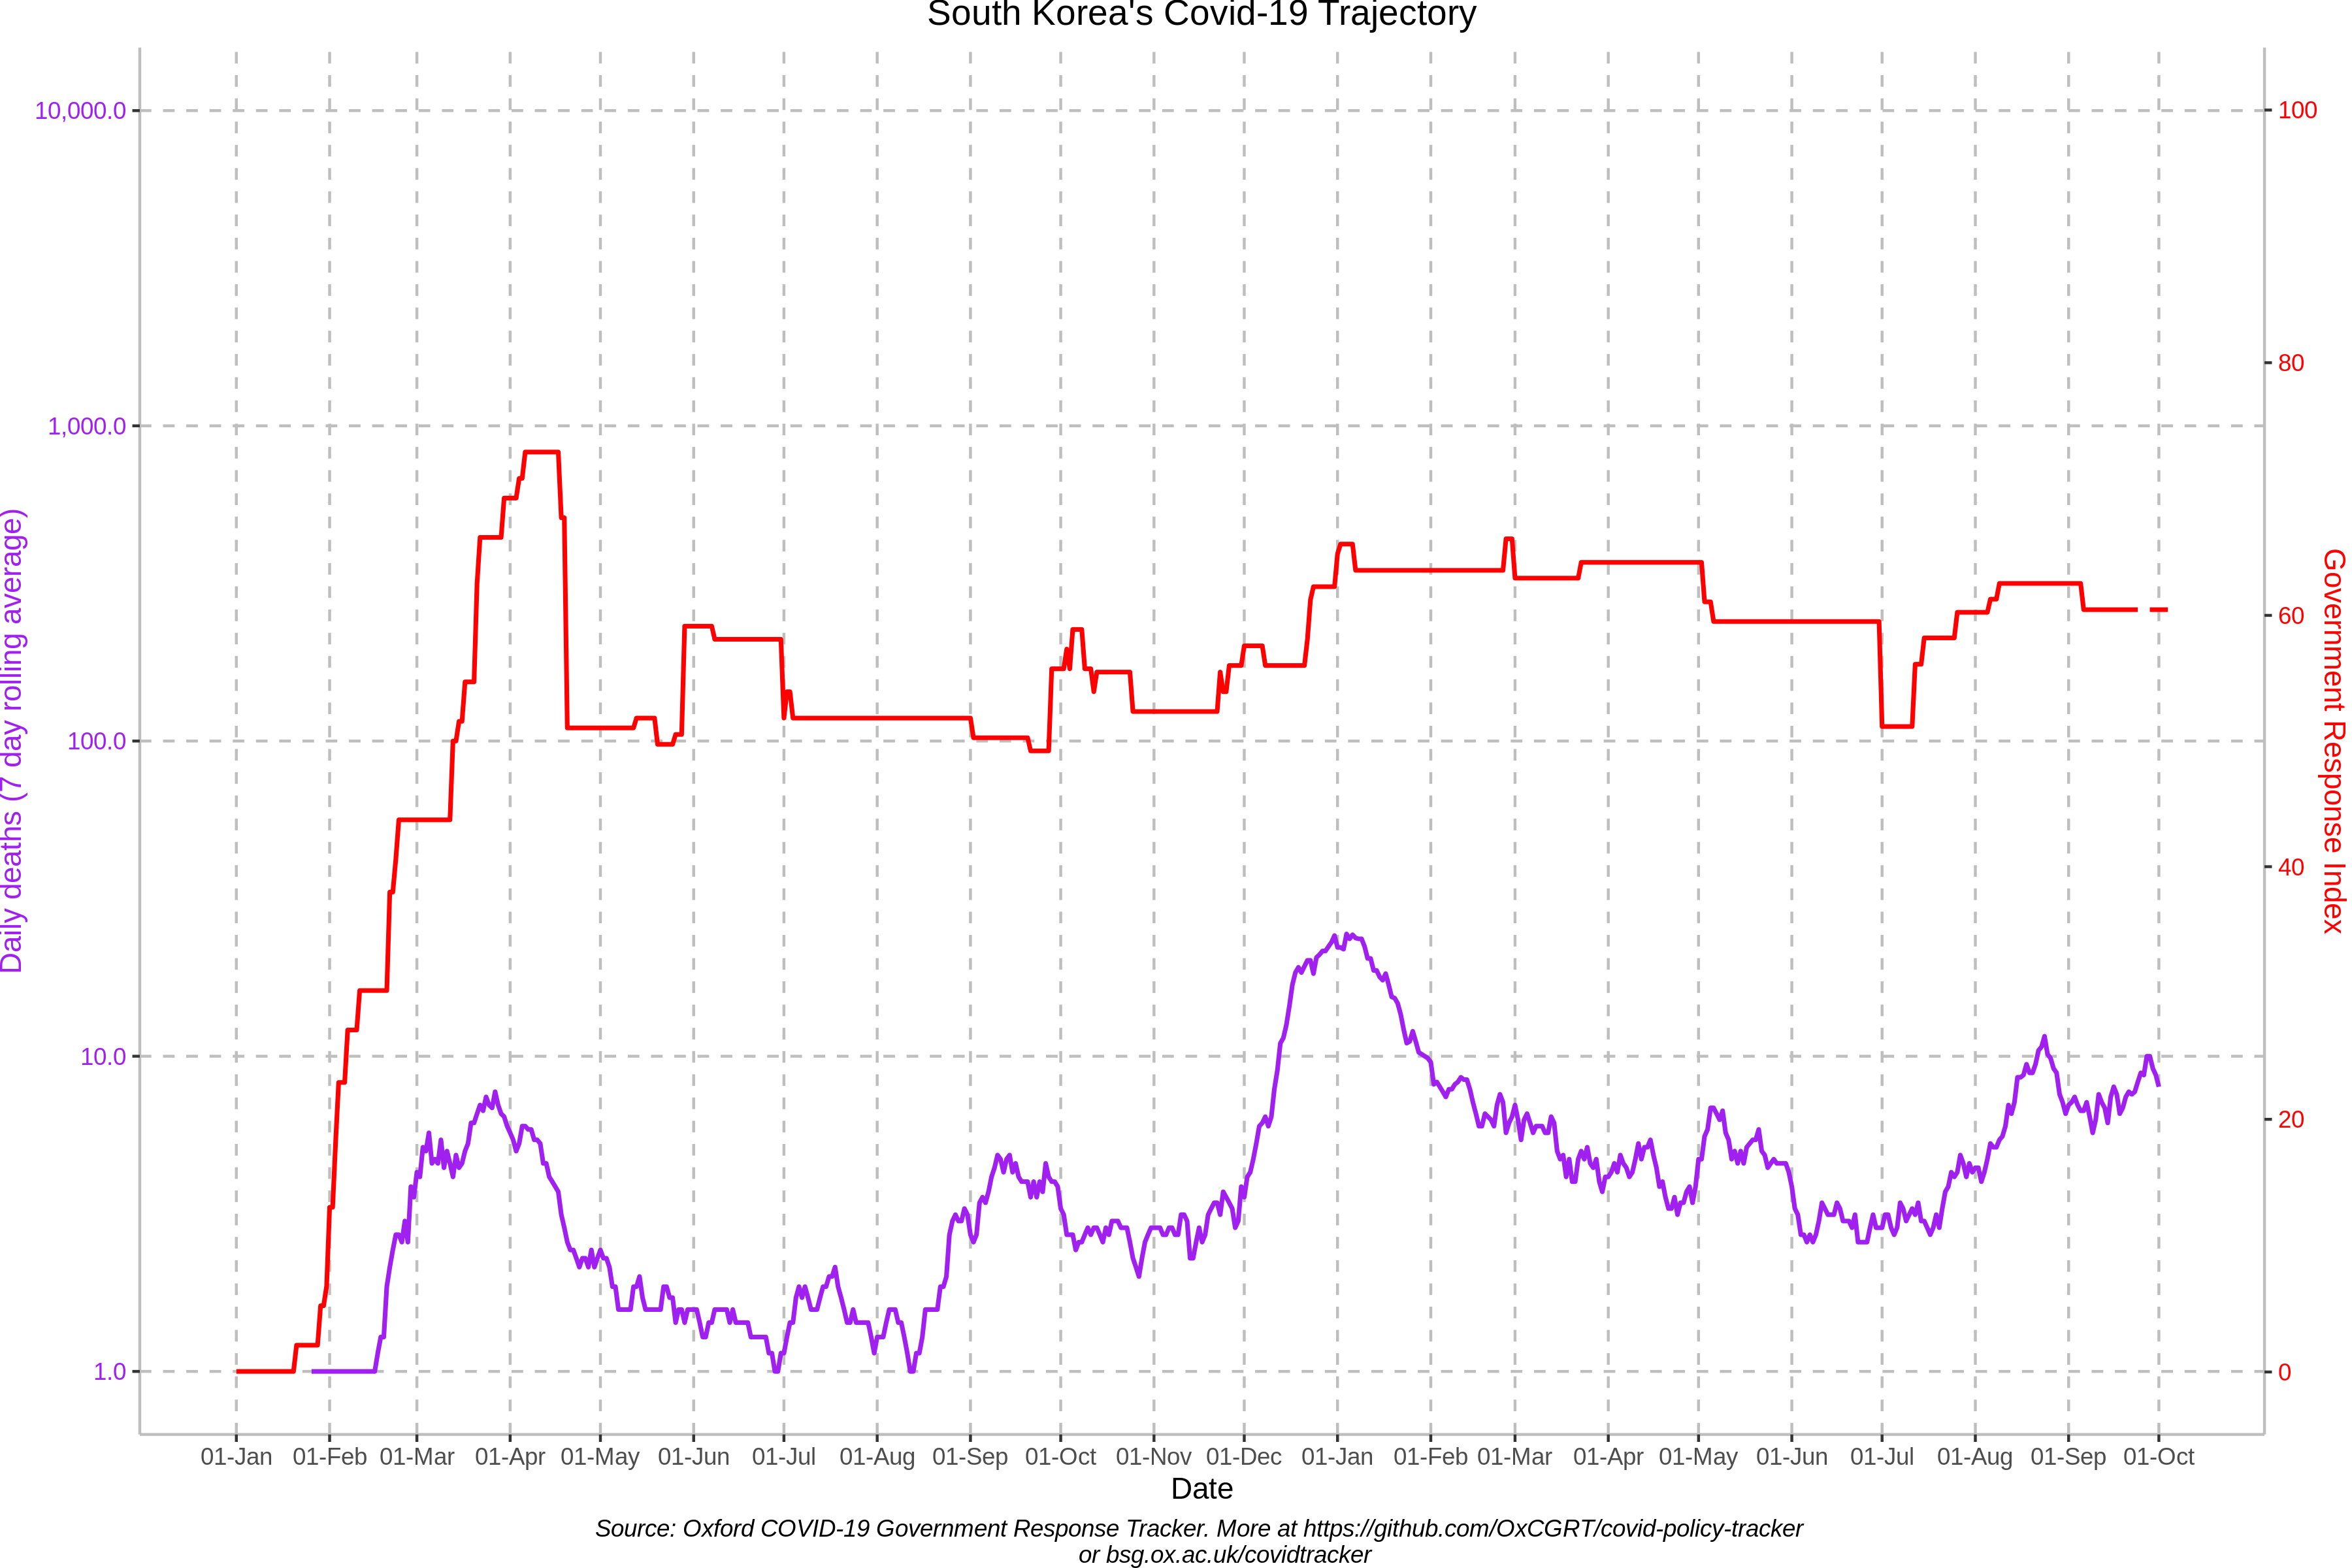 South Korea's Covid-19 Trajectory
10,000.0
1,000.0
100.0
10.0
1.0
Daily deaths (7 day rolling average)
100
80
60
40
20
0
Government Response Index
01-Jan 01-Feb 01-Mar 01-Apr 01-May 01-Jun 01-Jul 01-Aug 01-Sep 01-Oct 01-Nov 01-Dec 01-Jan 01-Feb 01-Mar 01-Apr 01-May 01-Jun 01-Jul 01-Aug 01-Sep 01-Oct
Date
Source: Oxford COVID-19 Government Response Tracker. More at https://github.com/OxCGRT/covid-policy-tracker
or bsg.ox.ac.uk/covidtracker